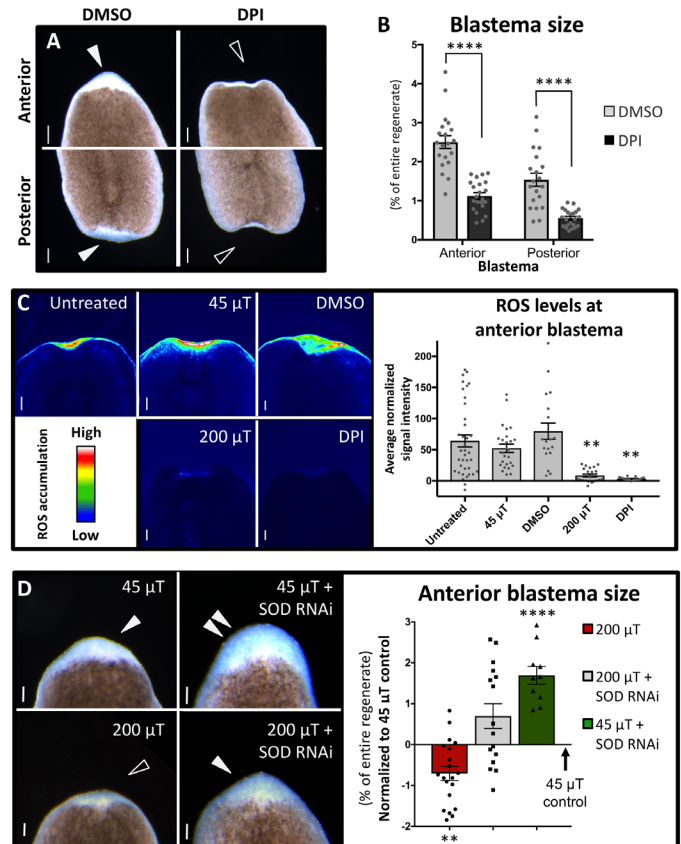 DMSO
DPI
A
Anterior
Posterior
B
Blastema size
(% of entire regenerate)
5
4
3
2
1
0
****
****
DMSO
DPI
Anterior
Posterior
Blastema
C
Untreated
45 µT
DMSO
200 µT
DPI
ROS accumulation
High
Low
ROS levels at
anterior blastema
Average normalized
signal intensity
200
150
100
50
0
**
**
Untreated
45 µT
DMSO
200 µT
DPI
D
45 µT
45 µT +
SOD RNAi
200 µT
200 µT +
SOD RNAi
Anterior blastema size
(% of entire regenerate)
Normalized to 45 µT control
3
2
1
0
-1
-2
****
**
200 µT
200 µT +
SOD RNAi
45 µT +
SOD RNAi
45 µT
control